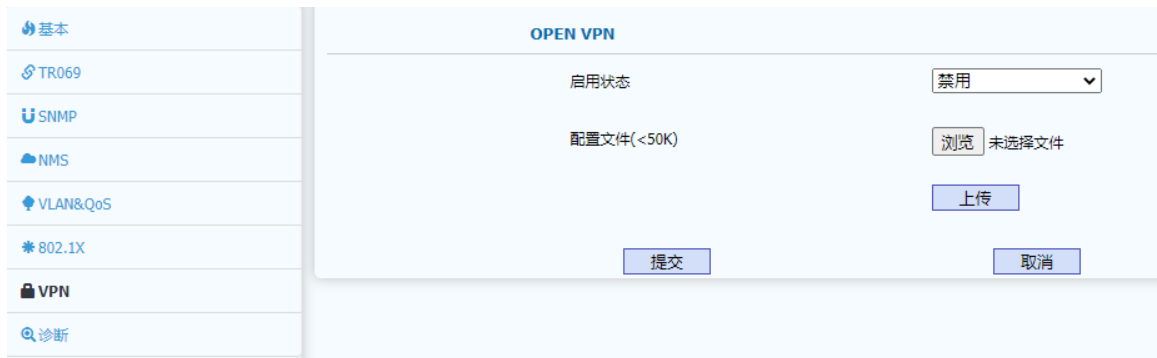 基本
TR069
SNMP
NMS
VLAN&QoS
802.1X
VPN
诊断
OPEN VPN
启用状态 禁用
配置文件(<50K) 浏览 未选择文件
上传
提交 取消